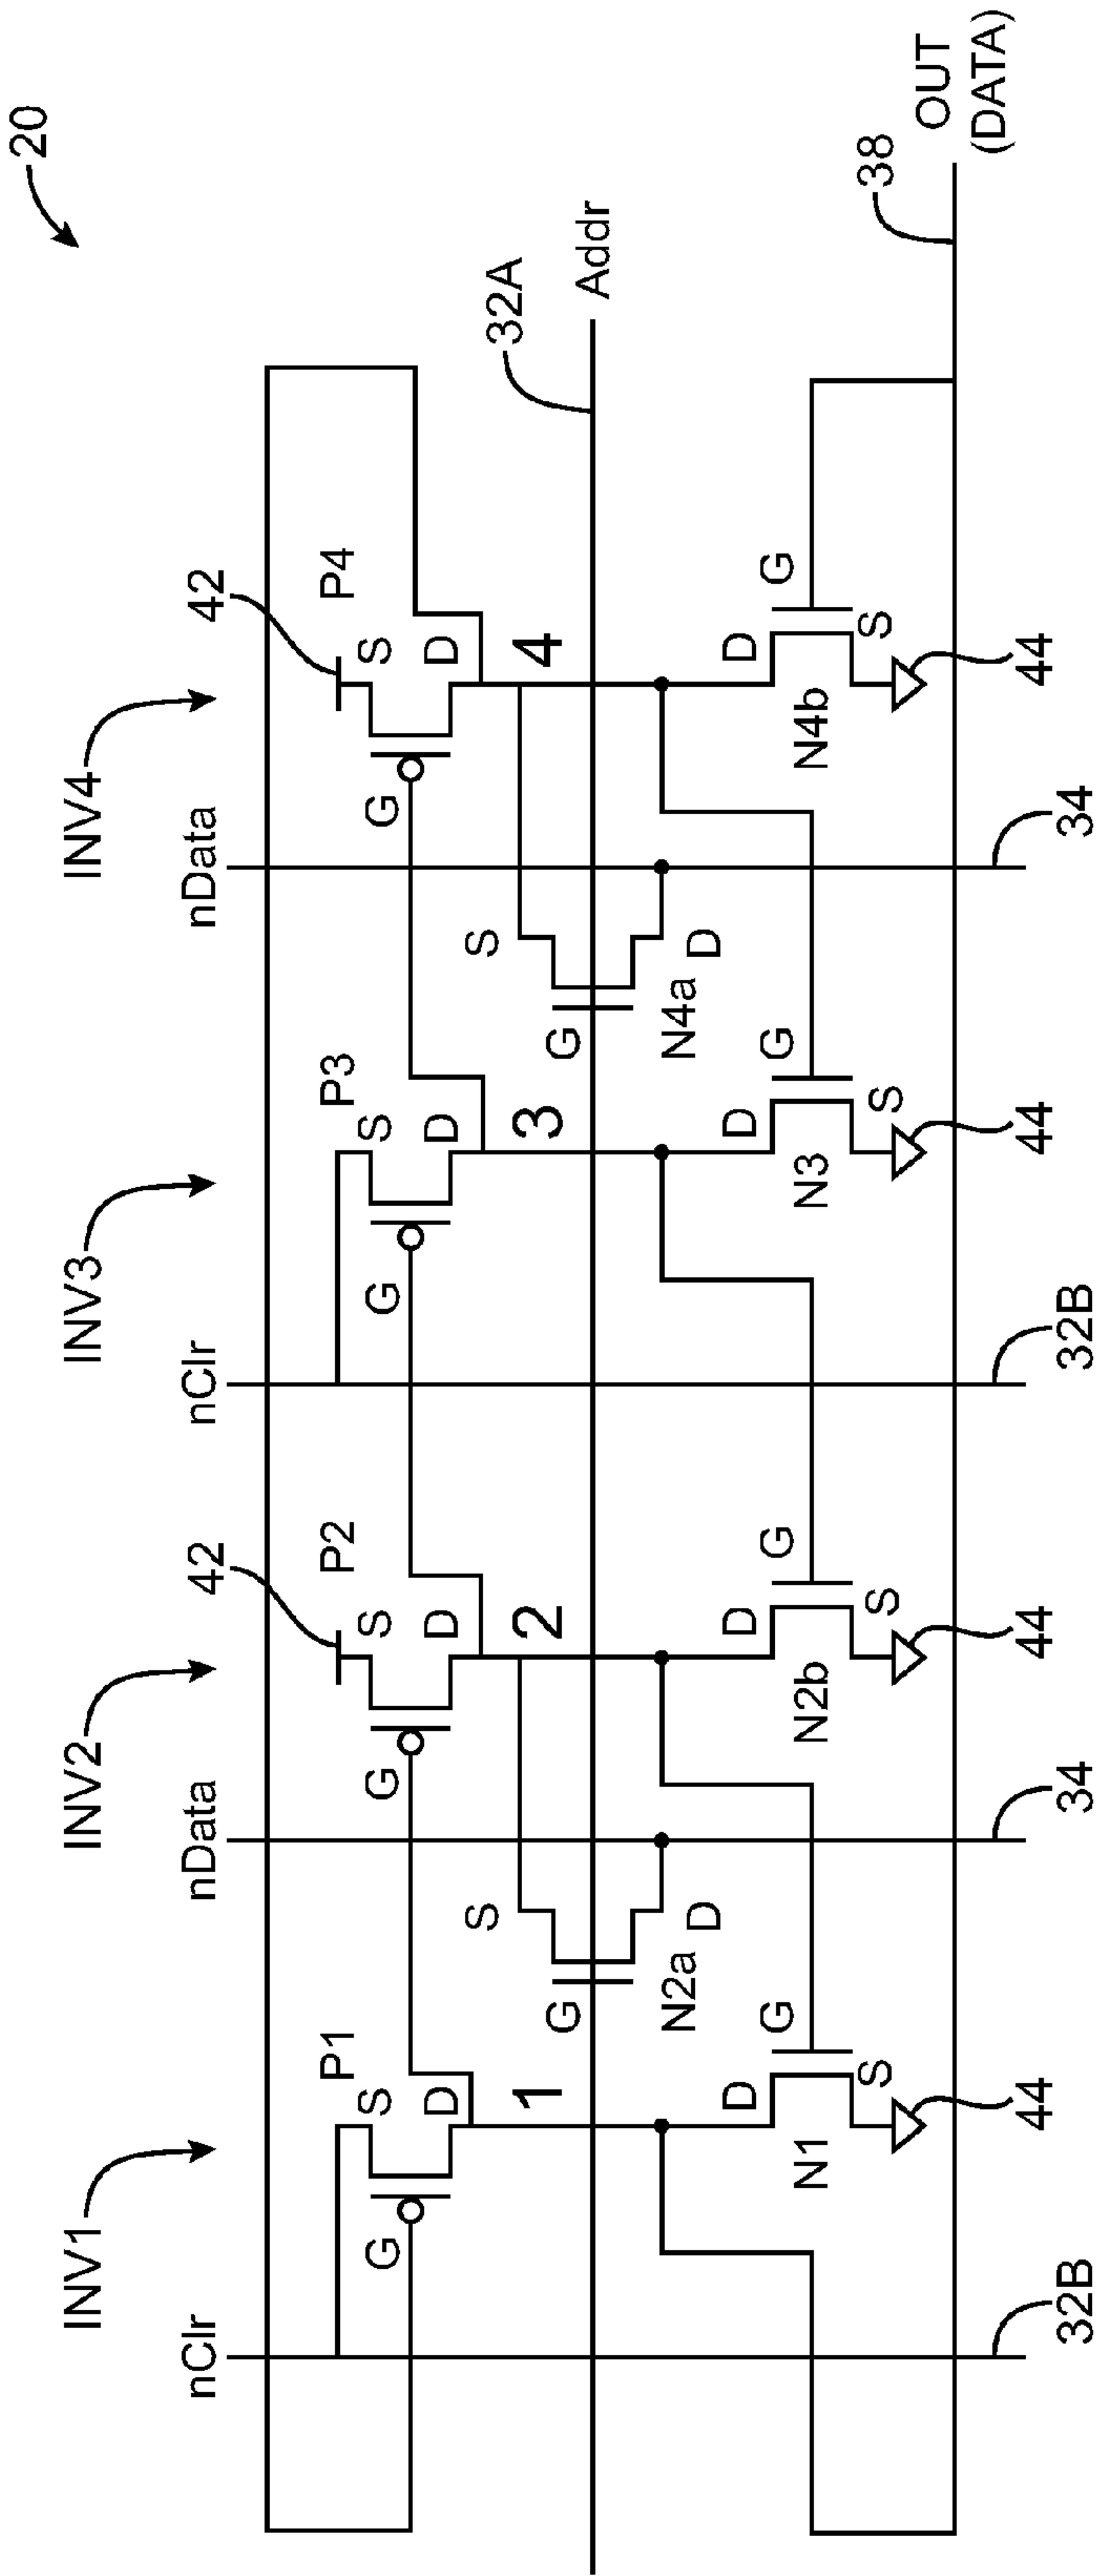 20
INV1
INV2
INV3
INV4
nClr
nData
42
nClr
nData
42
P1
P2
P3
P4
S
S
S
S
G
D
G
D
G
D
G
D
S
S
32A
1
2
3
4
G
G
Addr
N2a
D
N4a
D
D
G
D
G
D
G
D
G
N1
N2b
N3
N4b
S
S
S
S
38
OUT
(DATA)
44
44
44
44
32B
34
32B
34